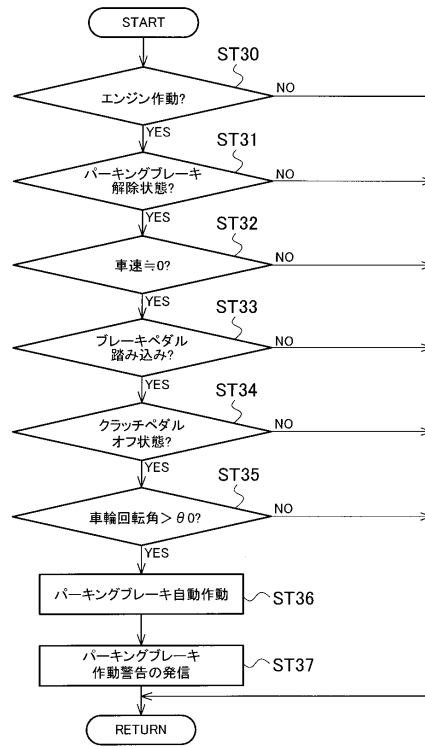 START
ST30
エンジン作動?
NO
YES
ST31
パーキングブレーキ
解除状態?
NO
YES
ST32
車速≒0?
NO
YES
ST33
ブレーキペダル
踏み込み?
NO
YES
ST34
クラッチペダル
オフ状態?
NO
YES
ST35
車輪回転角>θ0?
NO
YES
パーキングブレーキ自動作動
ST36
パーキングブレーキ
作動警告の発信
ST37
RETURN